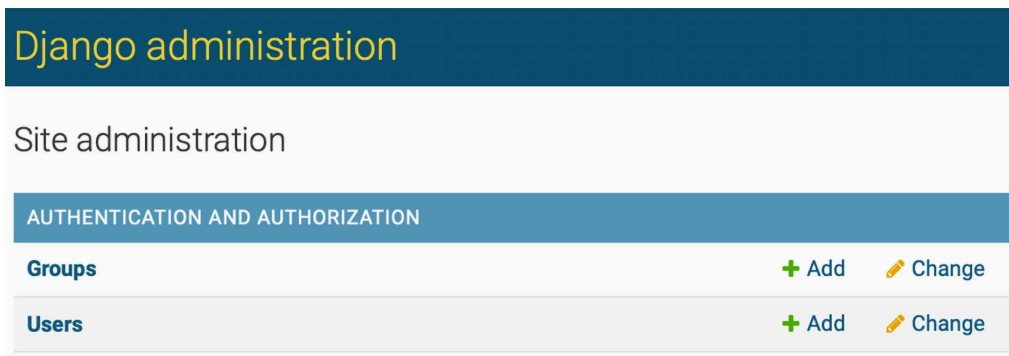 Django administration
Site administration
AUTHENTICATION AND AUTHORIZATION
Groups Add Change
Users Add Change